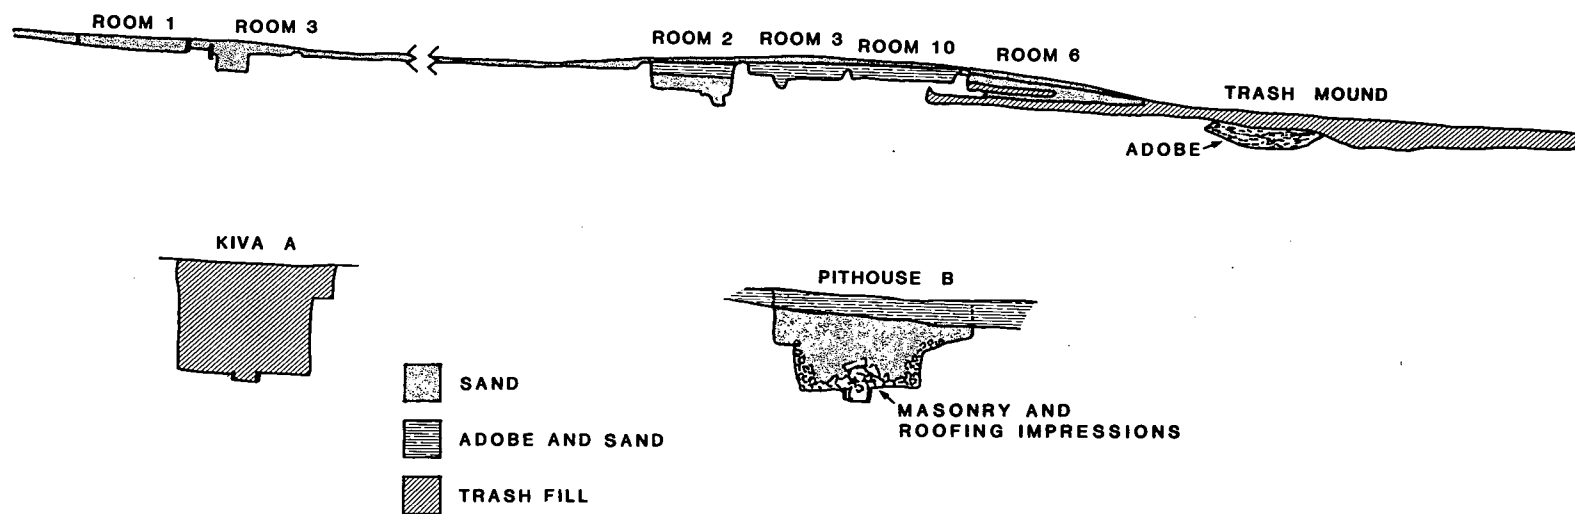 ROOM 1
ROOM 3
ROOM 2
ROOM 3
ROOM 10
ROOM 6
TRASH MOUND
ADOBE
KIVA A
PITHOUSE B
MASONRY AND
ROOFING IMPRESSIONS
SAND
ADOBE AND SAND
TRASH FILL